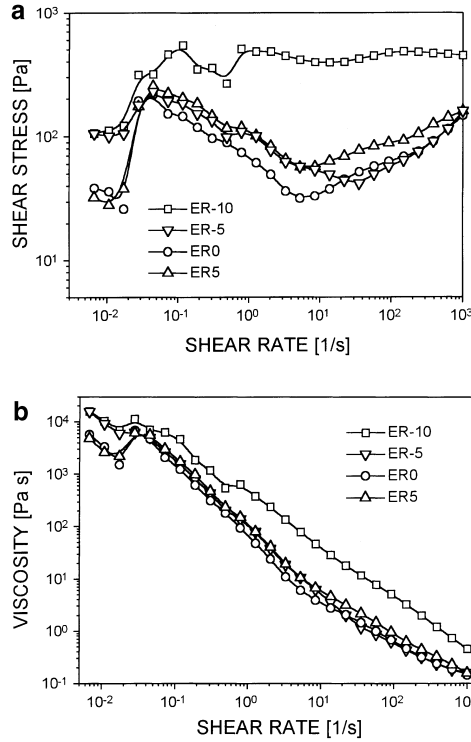 a
SHEAR STRESS [Pa]
10³
10²
10¹
ER-10
ER-5
ER0
ER5
10⁻² 10⁻¹ 10⁰ 10¹ 10² 10³
SHEAR RATE [1/s]
b
VISCOSITY [Pa s]
10⁴
10³
10²
10¹
10⁰
10⁻¹
ER-10
ER-5
ER0
ER5
10⁻² 10⁻¹ 10⁰ 10¹ 10² 10³
SHEAR RATE [1/s]